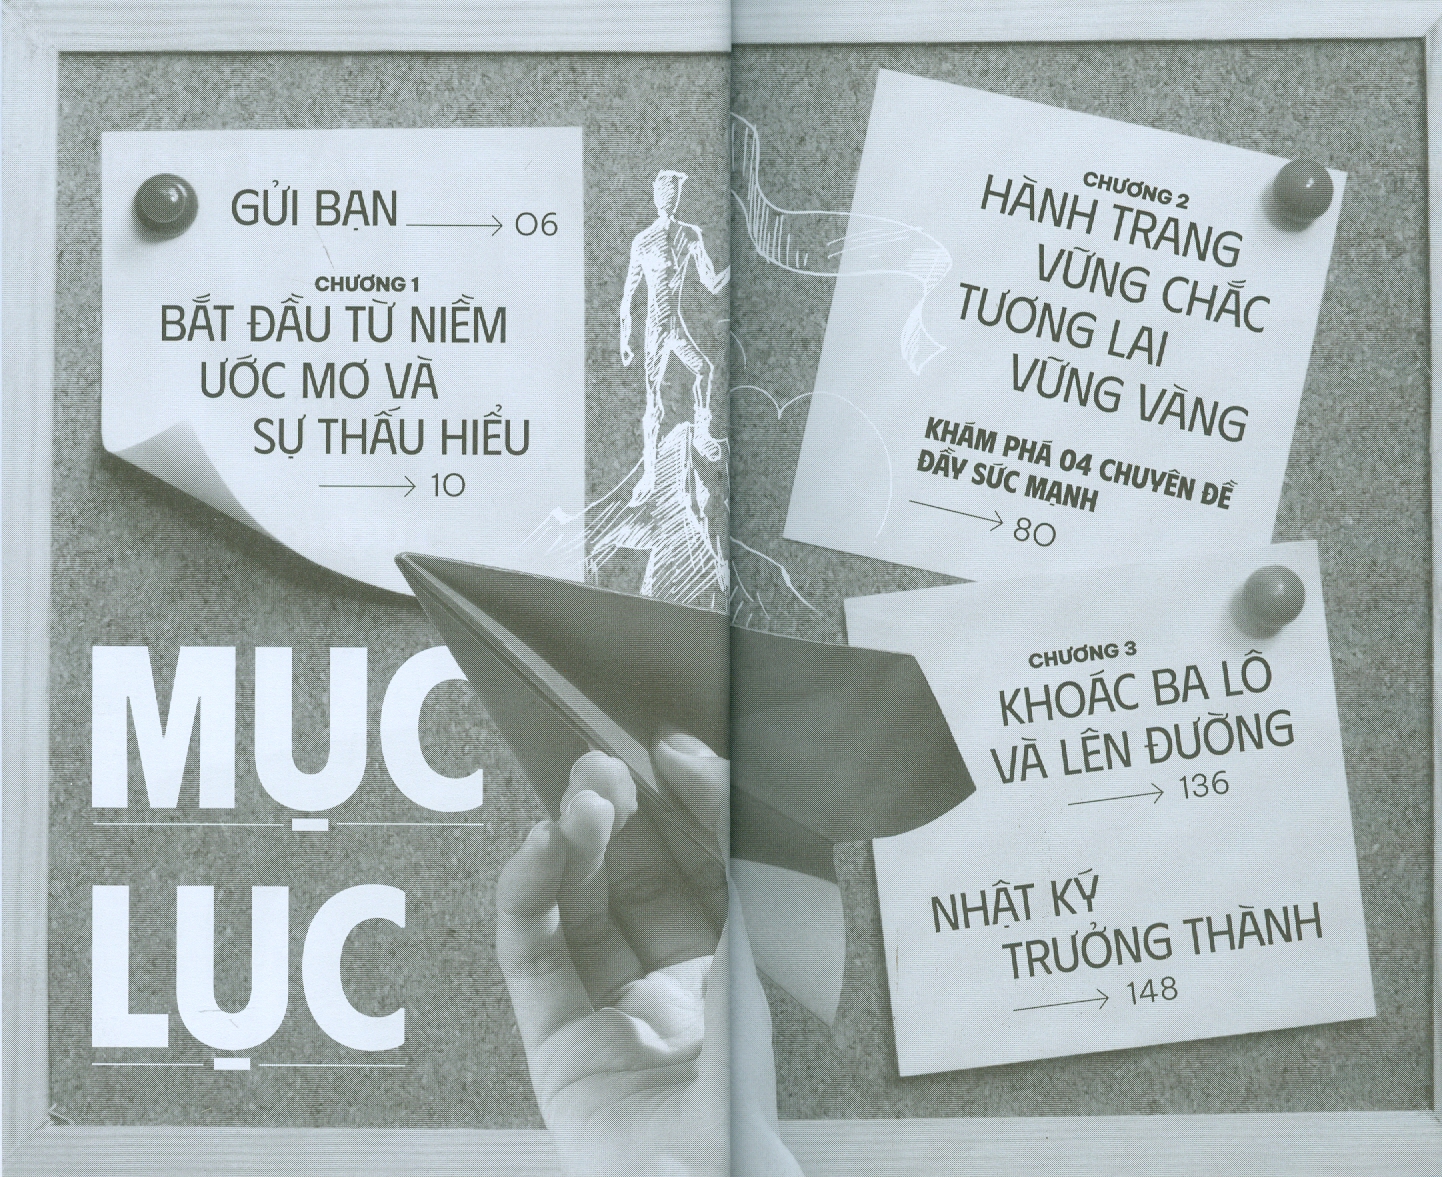 GỬI BẠN → 06
CHƯƠNG 1
BẮT ĐẦU TỪ NIỀM
ƯỚC MƠ VÀ
SỰ THẤU HIỂU
→ 10
MỤC
LỤC
CHƯƠNG 2
HÀNH TRANG
VỮNG CHẮC
TƯƠNG LAI
VỮNG VÀNG
KHÁM PHÁ 04 CHUYÊN ĐỀ
ĐẦY SỨC MẠNH
→ 80
CHƯƠNG 3
KHOÁC BA LÔ
VÀ LÊN ĐƯỜNG
→ 136
NHẬT KÝ
TRƯỞNG THÀNH
→ 148